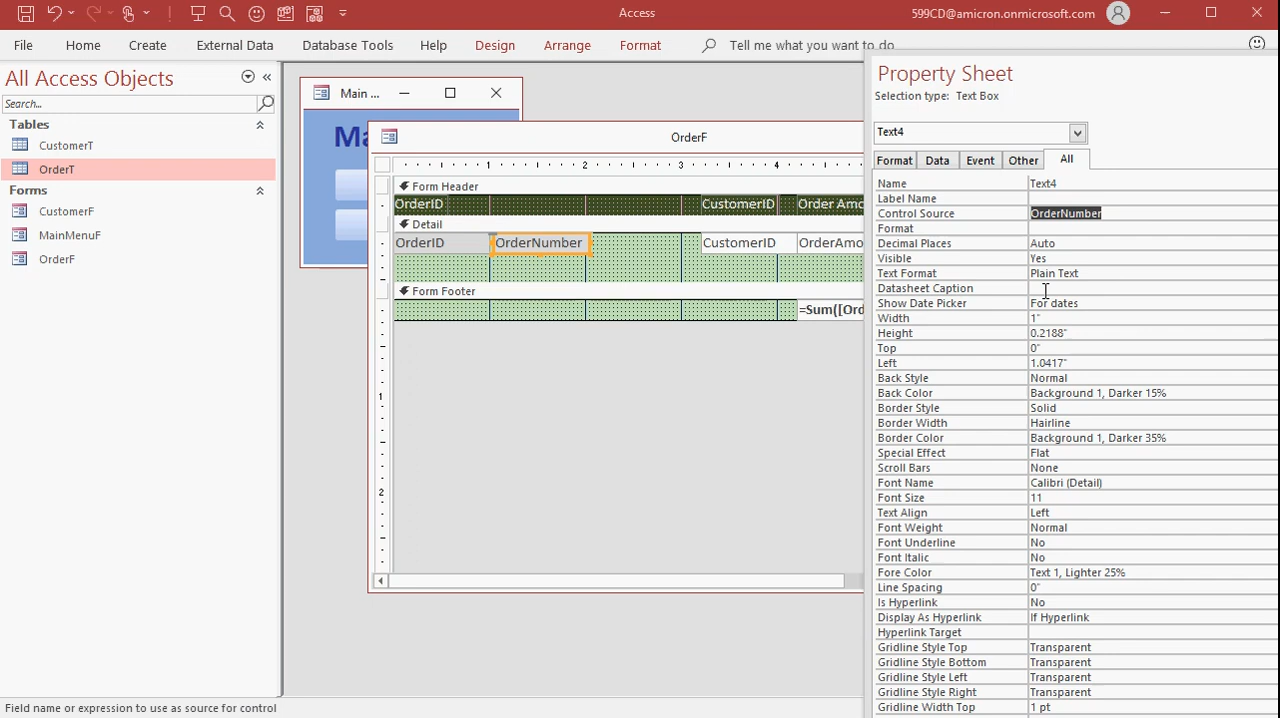 Access
599CD@amicron.onmicrosoft.com
File Home Create External Data Database Tools Help Design Arrange Format Tell me what you want to do
All Access Objects
Search...
Tables
CustomerT
OrderT
Forms
CustomerF
MainMenuF
OrderF
Main ...
Ma
OrderF
1 2 3 4
Form Header
OrderID CustomerID Order Amo
Detail
OrderID OrderNumber CustomerID OrderAmo
Form Footer
=Sum([Ord
1
2
Property Sheet
Selection type: Text Box
Text4
Format Data Event Other All
Name Text4
Label Name
Control Source OrderNumber
Format
Decimal Places Auto
Visible Yes
Text Format Plain Text
Datasheet Caption
Show Date Picker For dates
Width 1"
Height 0.2188"
Top 0"
Left 1.0417"
Back Style Normal
Back Color Background 1, Darker 15%
Border Style Solid
Border Width Hairline
Border Color Background 1, Darker 35%
Special Effect Flat
Scroll Bars None
Font Name Calibri (Detail)
Font Size 11
Text Align Left
Font Weight Normal
Font Underline No
Font Italic No
Fore Color Text 1, Lighter 25%
Line Spacing 0"
Is Hyperlink No
Display As Hyperlink If Hyperlink
Hyperlink Target
Gridline Style Top Transparent
Gridline Style Bottom Transparent
Gridline Style Left Transparent
Gridline Style Right Transparent
Gridline Width Top 1 pt
Field name or expression to use as source for control